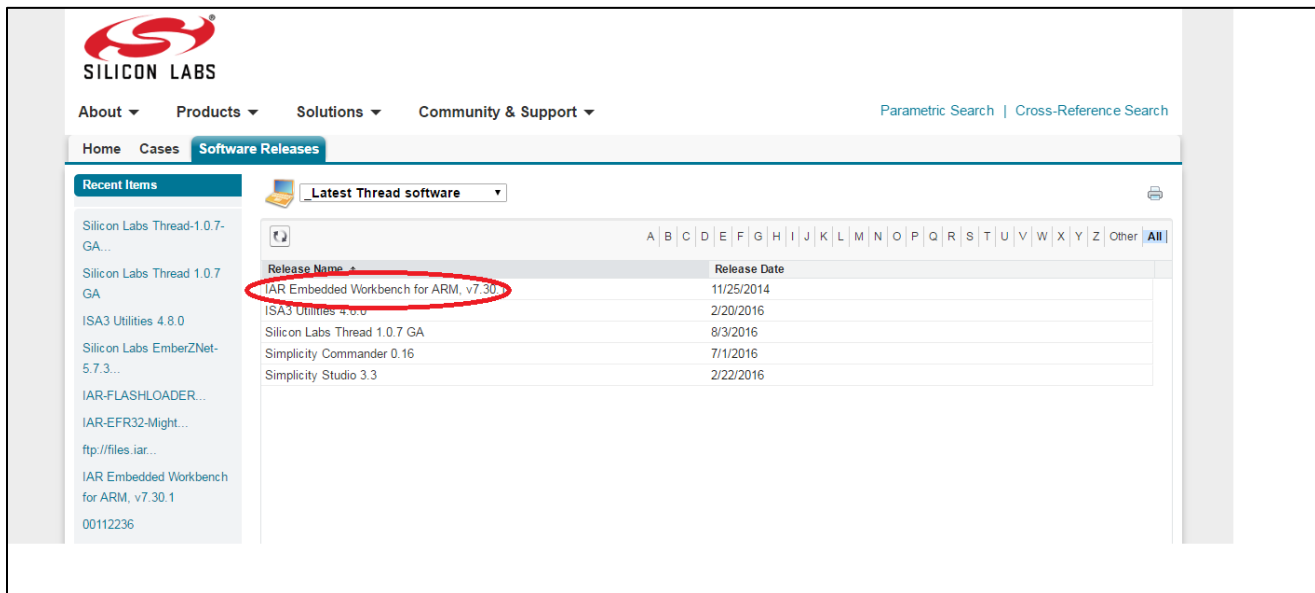 SILICON LABS
About Products Solutions Community & Support Parametric Search | Cross-Reference Search
Home Cases Software Releases
Recent Items
Silicon Labs Thread-1.0.7-
GA...
Silicon Labs Thread 1.0.7
GA
ISA3 Utilities 4.8.0
Silicon Labs EmberZNet-
5.7.3...
IAR-FLASHLOADER...
IAR-EFR32-Might...
ftp://files.iar...
IAR Embedded Workbench
for ARM, v7.30.1
00112236
_Latest Thread software
A | B | C | D | E | F | G | H | I | J | K | L | M | N | O | P | Q | R | S | T | U | V | W | X | Y | Z | Other | All |
Release Name Release Date
IAR Embedded Workbench for ARM, v7.30.1 11/25/2014
ISA3 Utilities 2/20/2016
Silicon Labs Thread 1.0.7 GA 8/3/2016
Simplicity Commander 0.16 7/1/2016
Simplicity Studio 3.3 2/22/2016